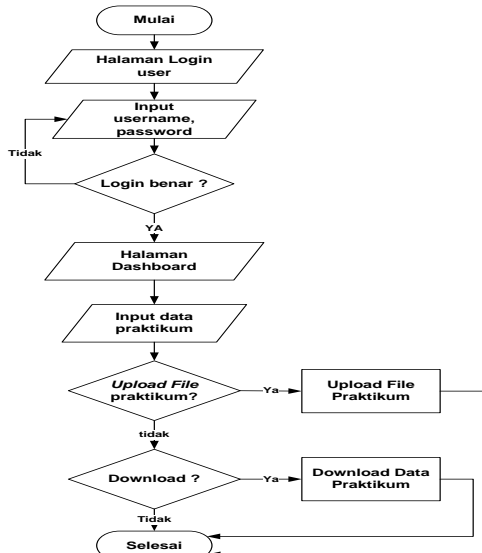 Mulai
Halaman Login
user
Input
username,
password
Tidak
Login benar ?
YA
Halaman
Dashboard
Input data
praktikum
Upload File
praktikum?
Ya
Upload File
Praktikum
tidak
Download ?
Ya
Download Data
Praktikum
Tidak
Selesai